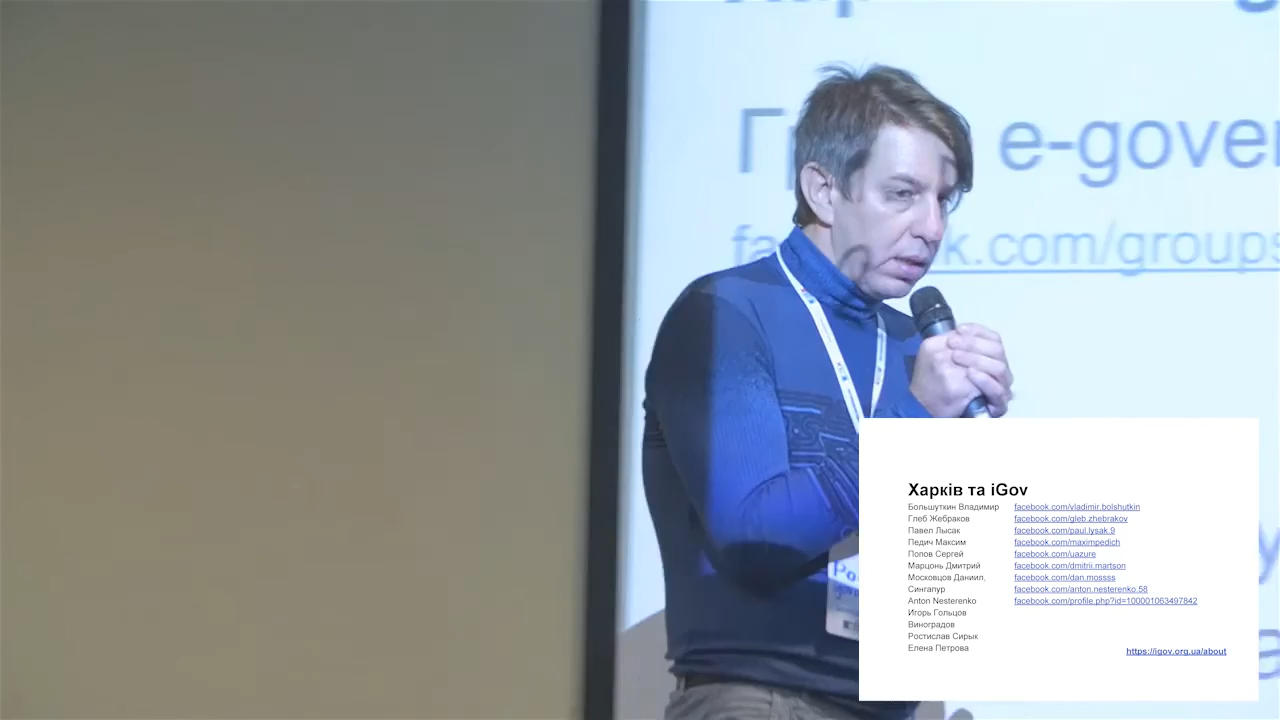 e-gover
k.com/groups
Харків та iGov
Большуткин Владимир facebook.com/vladimir.bolshutkin
Глеб Жебраков facebook.com/gleb.zhebrakov
Павел Лысак facebook.com/paul.lysak.9
Педич Максим facebook.com/maximpedich
Попов Сергей facebook.com/uazure
Марцонь Дмитрий facebook.com/dmitrii.martson
Московцов Даниил, facebook.com/dan.mossss
Сингапур facebook.com/anton.nesterenko.58
Anton Nesterenko facebook.com/profile.php?id=100001063497842
Игорь Гольцов
Виноградов
Ростислав Сирык
Елена Петрова https://igov.org.ua/about